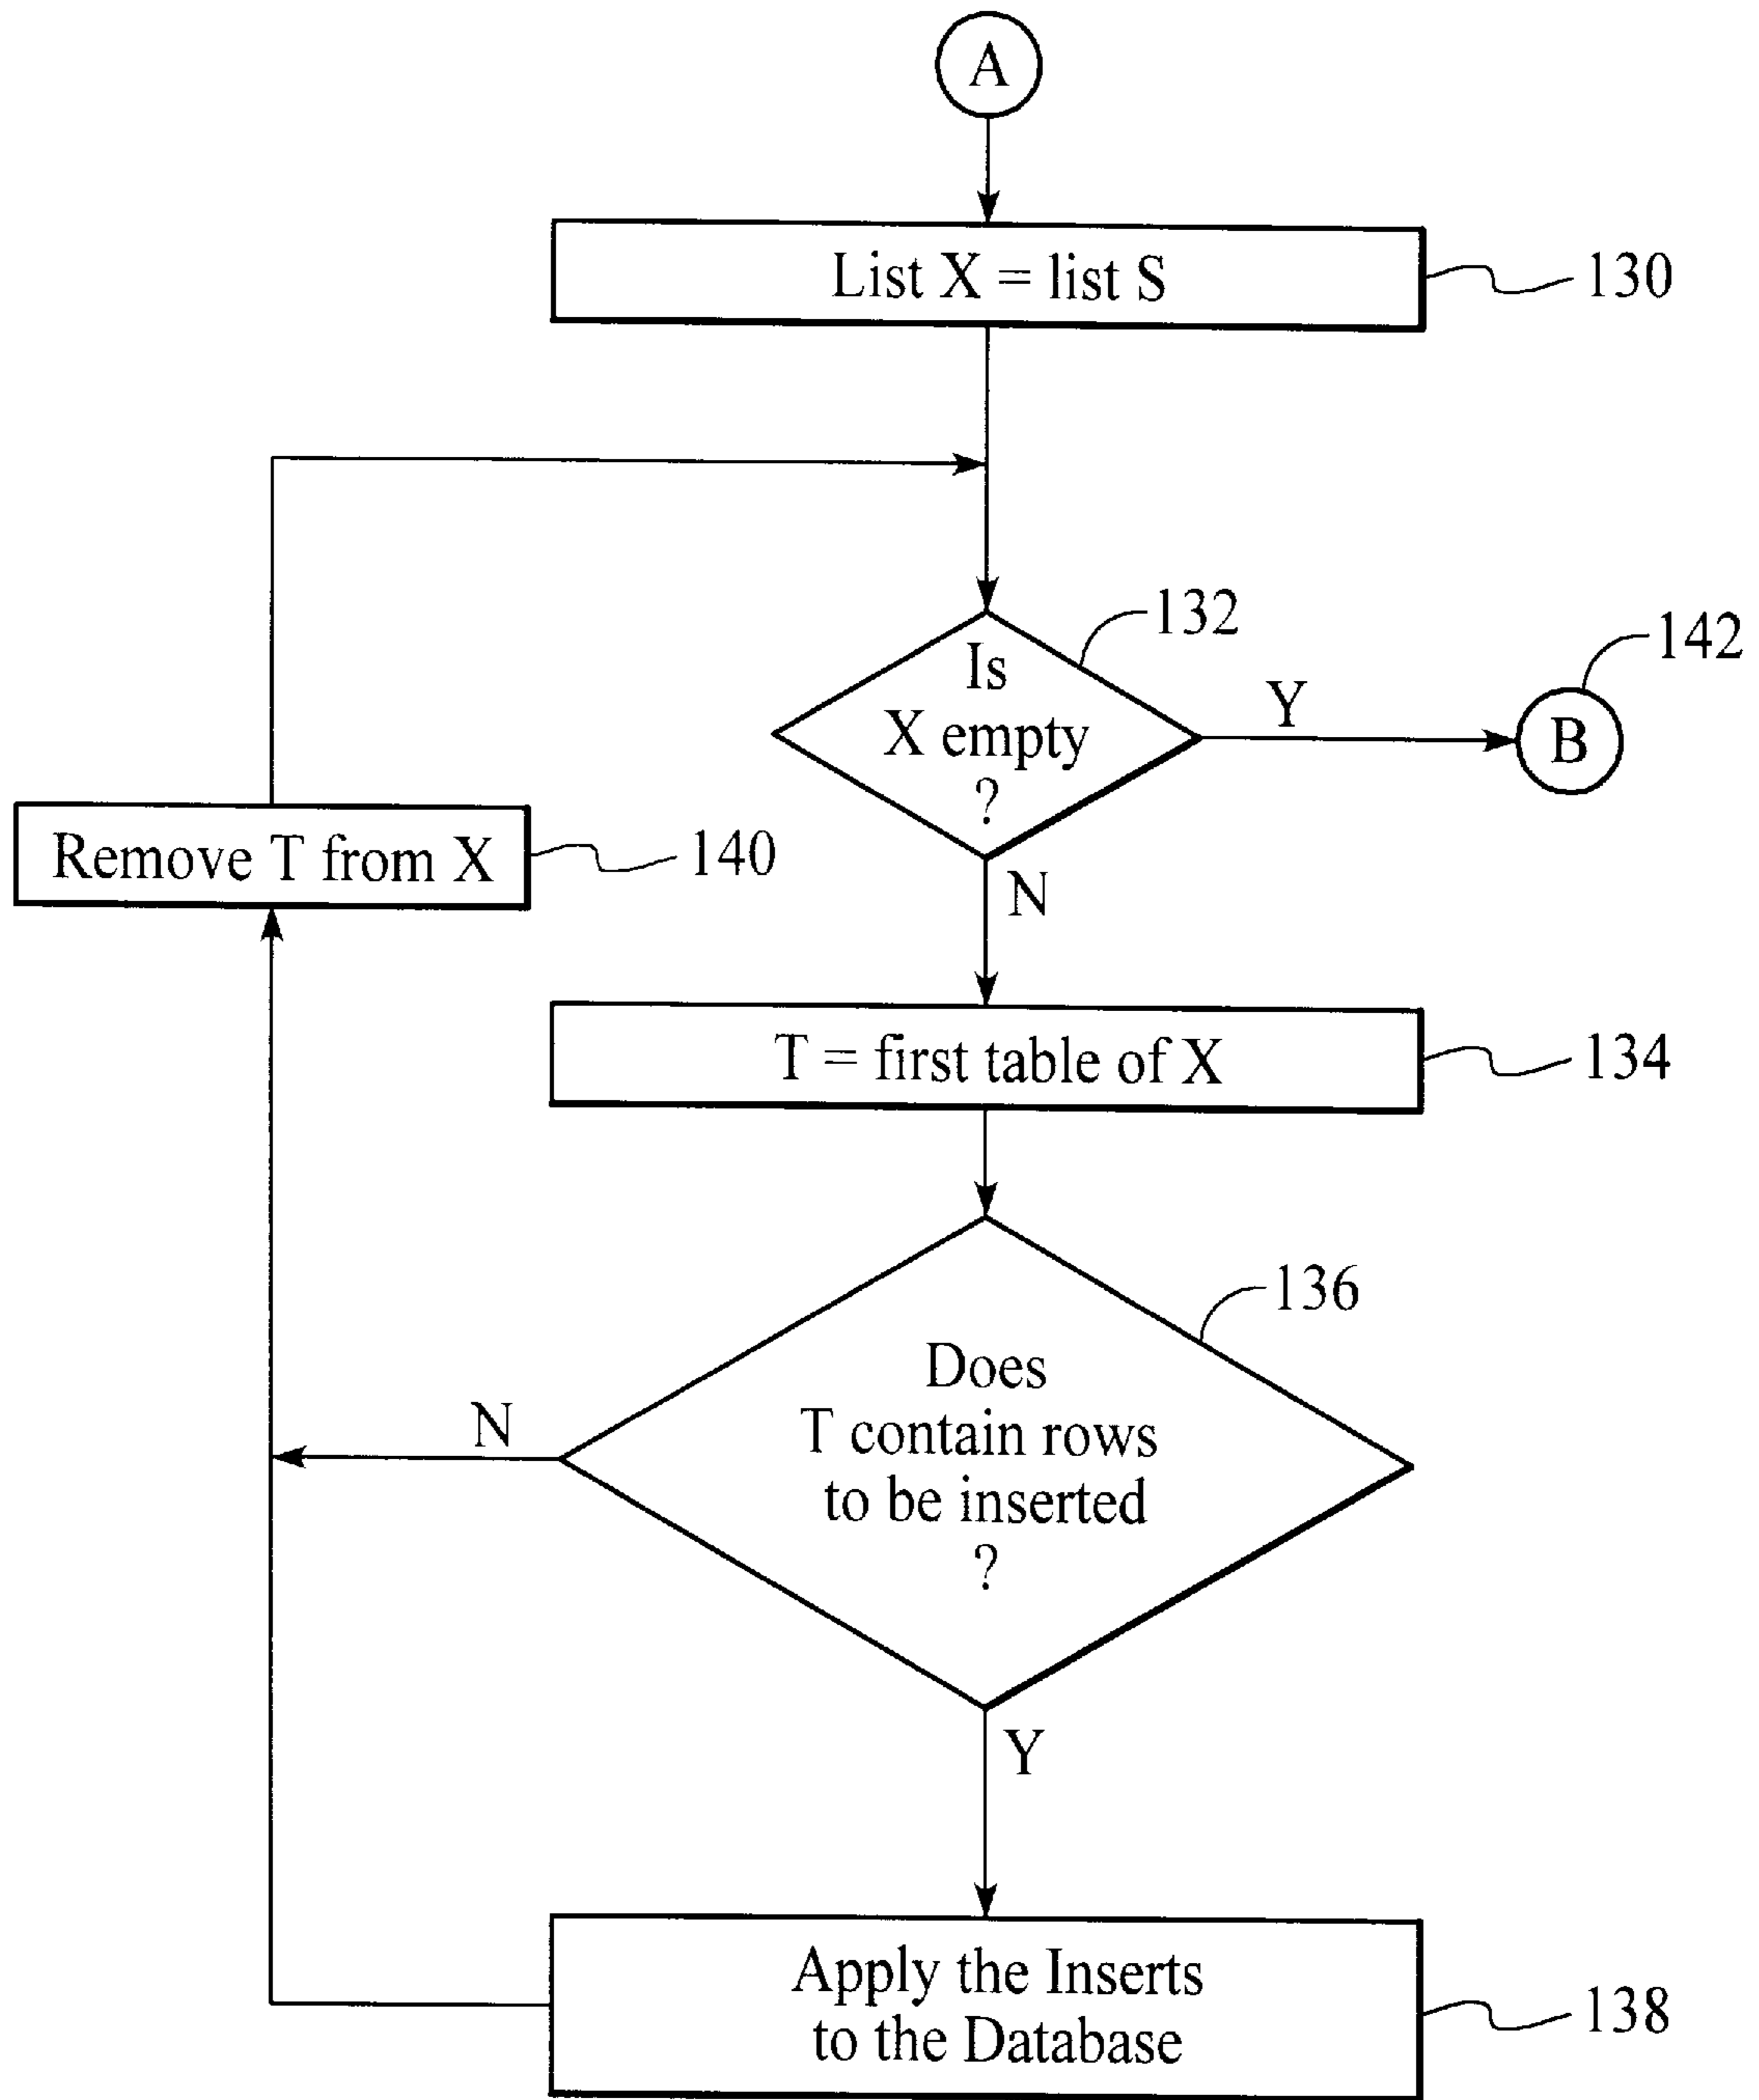 A
List X = list S
130
Is
X empty
?
132
Y
142
B
Remove T from X
140
N
T = first table of X
134
Does
T contain rows
to be inserted
?
136
N
Y
Apply the Inserts
to the Database
138